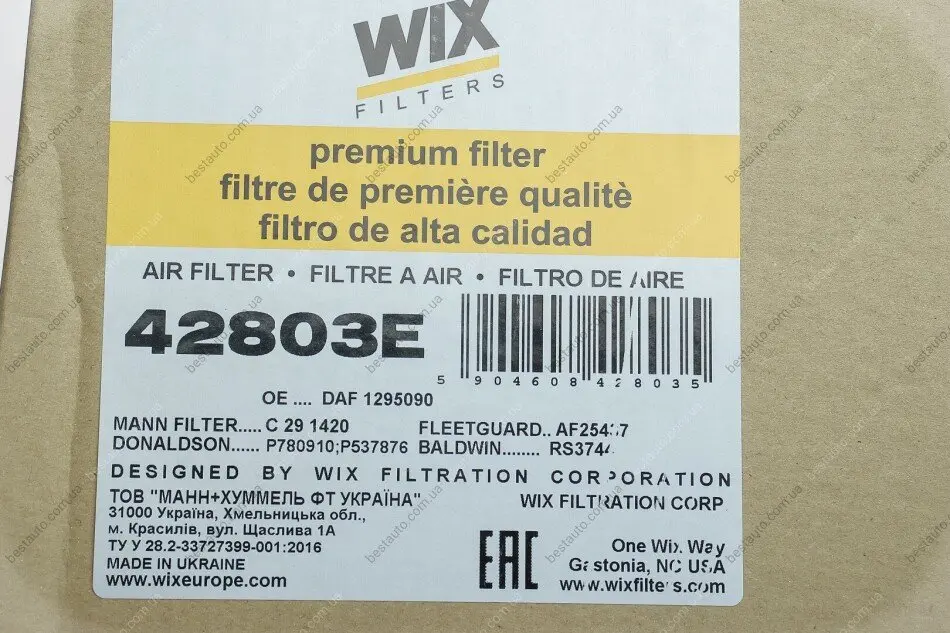 WIX
FILTERS
premium filter
filtre de première qualitè
filtro de alta calidad
AIR FILTER • FILTRE A AIR • FILTRO DE AIRE
42803E
5 904608 428035
OE .... DAF 1295090
MANN FILTER..... C 29 1420 FLEETGUARD..
DONALDSON...... P780910;P537876 BALDWIN........
DESIGNED BY WIX FILTRATION CORPORATION
ТОВ "МАНН+ХУММЕЛЬ ФТ УКРАЇНА" WIX FILTRATION CORP
31000 Україна, Хмельницька обл.,
м. Красилів, вул. Щаслива 1А
ТУ У 28.2-33727399-001:2016
MADE IN UKRAINE
www.wixeurope.com
EAC
One Wix Way
Gastonia, NC USA
www.wixfilters.com
bestauto.com.ua